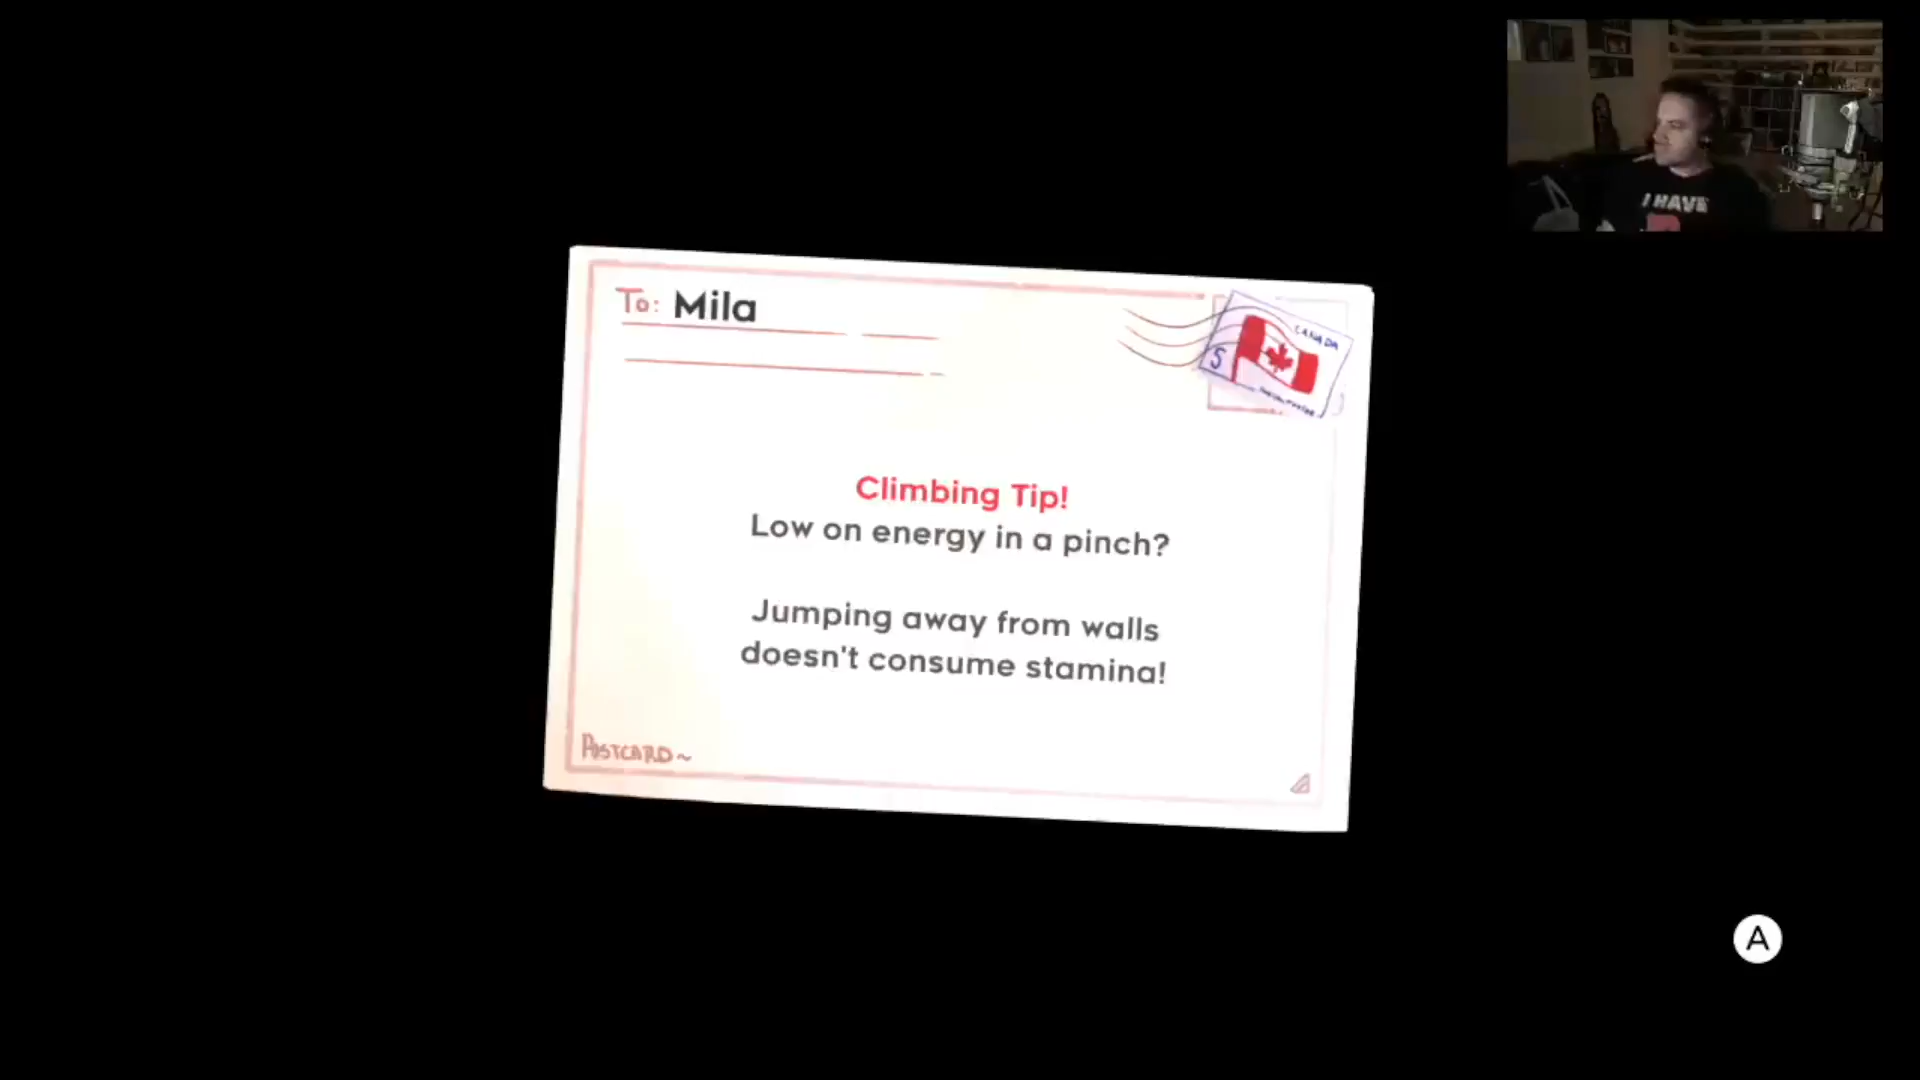 I HAVE
To: Mila
CANADA
5
Climbing Tip!
Low on energy in a pinch?
Jumping away from walls
doesn't consume stamina!
POSTCARD~
A